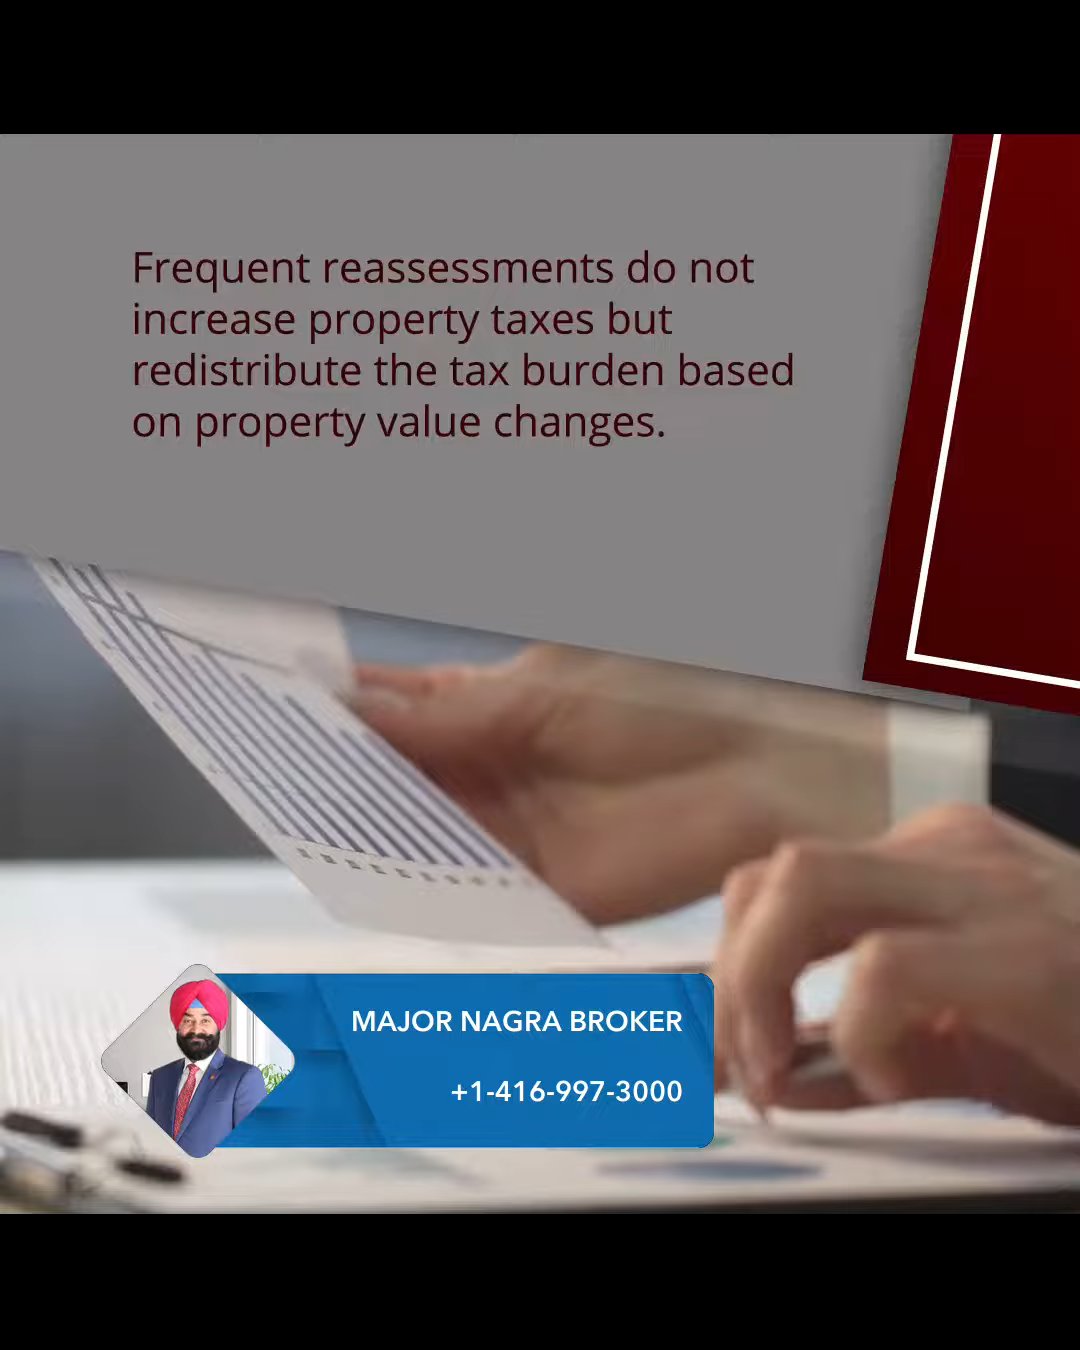 Frequent reassessments do not
increase property taxes but
redistribute the tax burden based
on property value changes.
MAJOR NAGRA BROKER
+1-416-997-3000